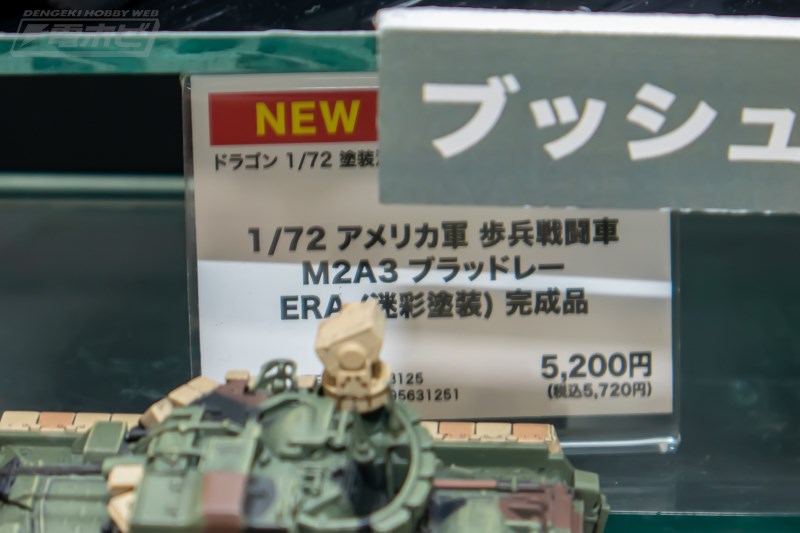 DENGEKI HOBBY WEB
電ホビ
ブッシュ
NEW
ドラゴン 1/72 塗装
1/72 アメリカ軍 歩兵戦闘車
M2A3 ブラッドレー
ERA (迷彩塗装) 完成品
5,200円
3125
(税込5,720円)
95631251